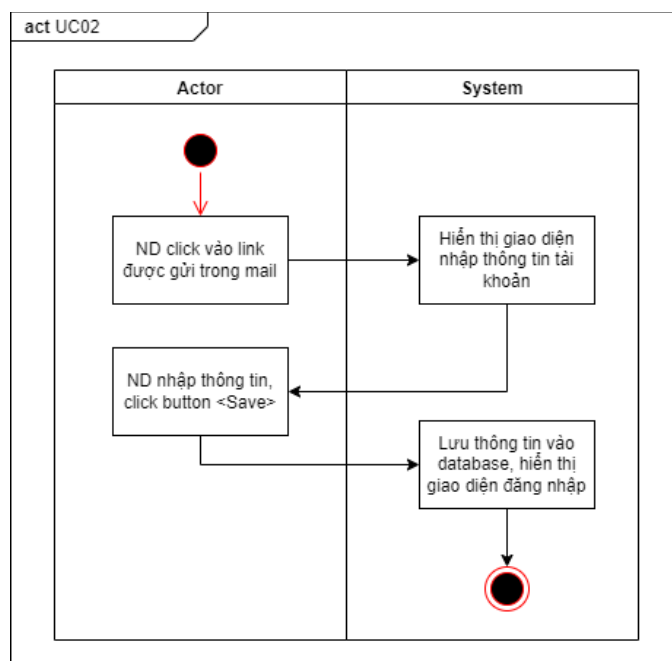 act UC02
Actor
System
ND click vào link
được gửi trong mail
Hiển thị giao diện
nhập thông tin tài
khoản
ND nhập thông tin,
click button <Save>
Lưu thông tin vào
database, hiển thị
giao diện đăng nhập